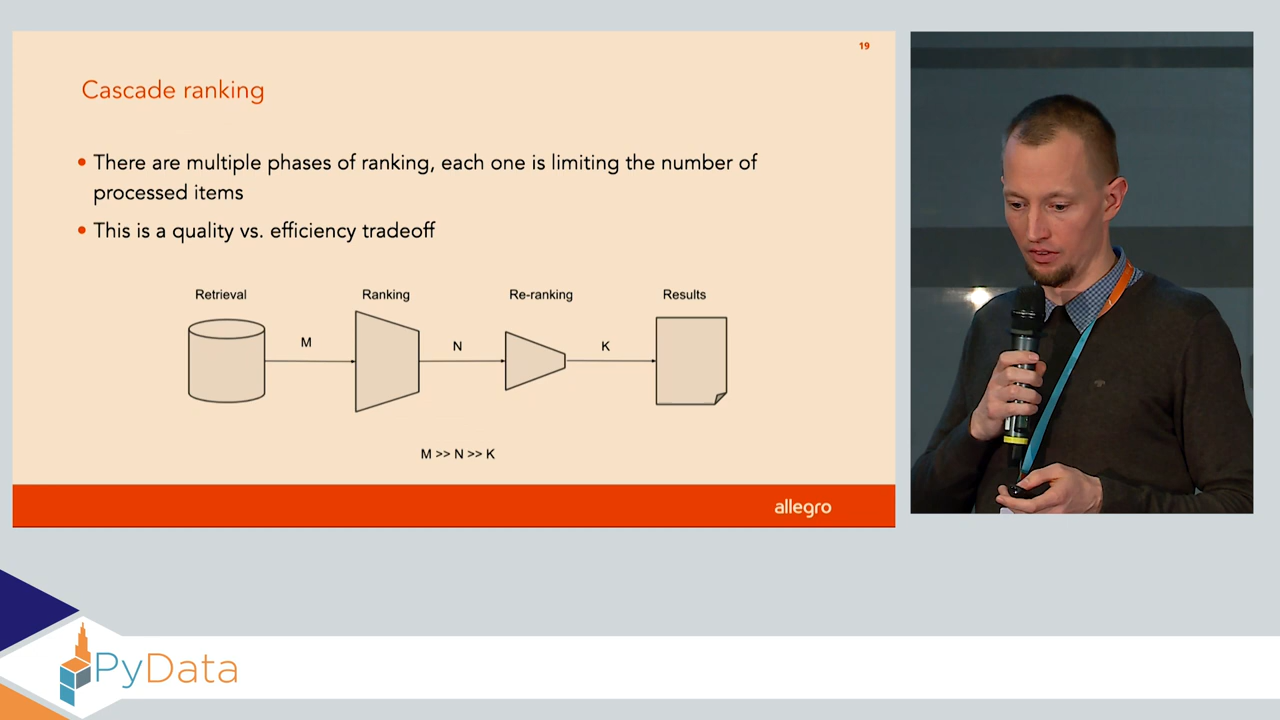 19
Cascade ranking
• There are multiple phases of ranking, each one is limiting the number of
processed items
• This is a quality vs. efficiency tradeoff
Retrieval Ranking Re-ranking Results
M N K
M >> N >> K
allegro
PyData